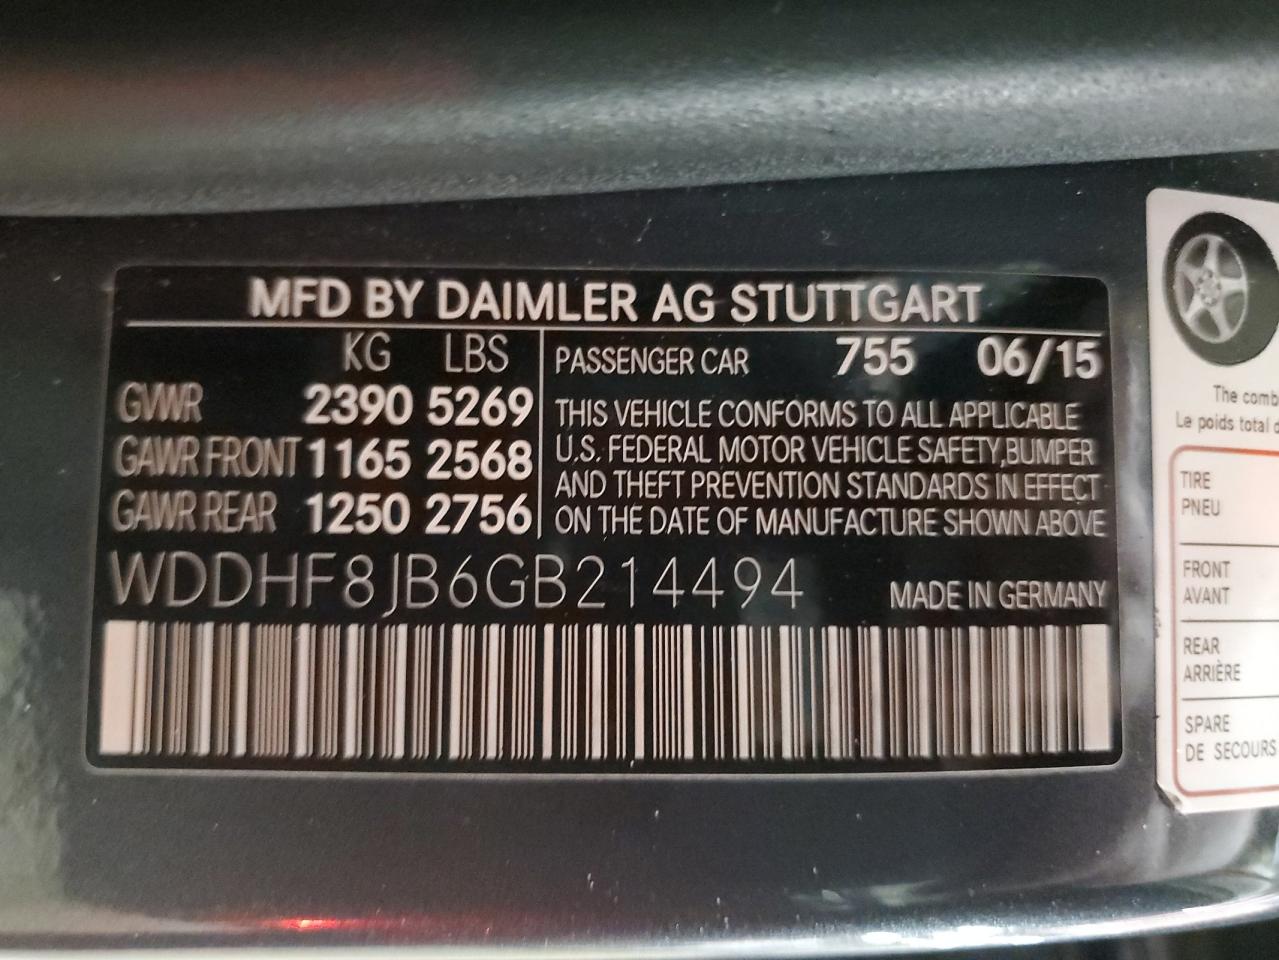 MFD BY DAIMLER AG STUTTGART
KG LBS
GVWR 2390 5269
GAWR FRONT 1165 2568
GAWR REAR 1250 2756
PASSENGER CAR 755 06/15
THIS VEHICLE CONFORMS TO ALL APPLICABLE
U.S. FEDERAL MOTOR VEHICLE SAFETY,BUMPER
AND THEFT PREVENTION STANDARDS IN EFFECT
ON THE DATE OF MANUFACTURE SHOWN ABOVE
WDDHF8JB6GB214494 MADE IN GERMANY
The comb
Le poids total d
TIRE
PNEU
FRONT
AVANT
REAR
ARRIÈRE
SPARE
DE SECOURS